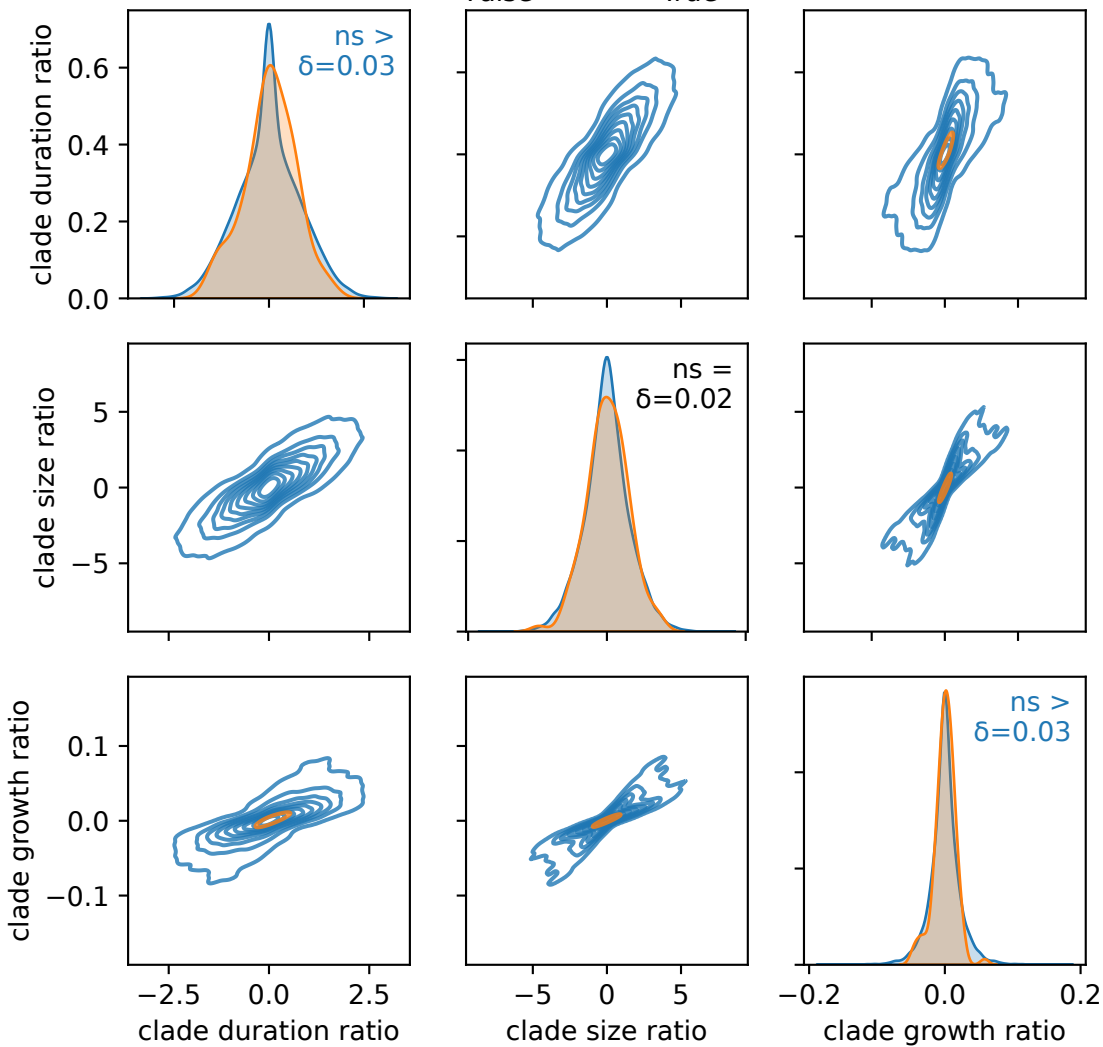 True
clade duration ratio
0.6
0.4
0.2
0.0
ns >
δ=0.03
clade size ratio
5
0
−5
ns =
δ=0.02
clade growth ratio
0.1
0.0
−0.1
ns >
δ=0.03
−2.5 0.0 2.5
−5 0 5
−0.2 0.0 0.2
clade duration ratio
clade size ratio
clade growth ratio